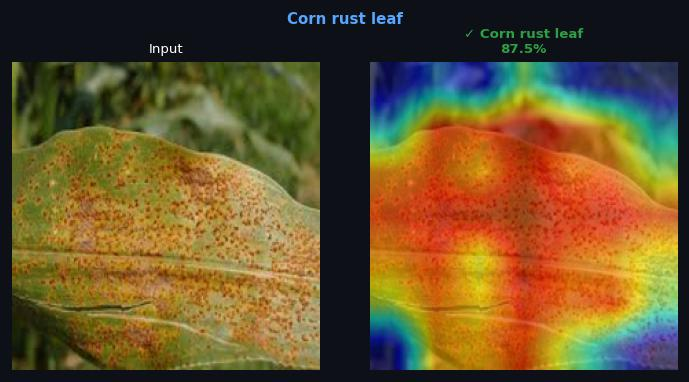 Corn rust leaf
Input
✓ Corn rust leaf
87.5%